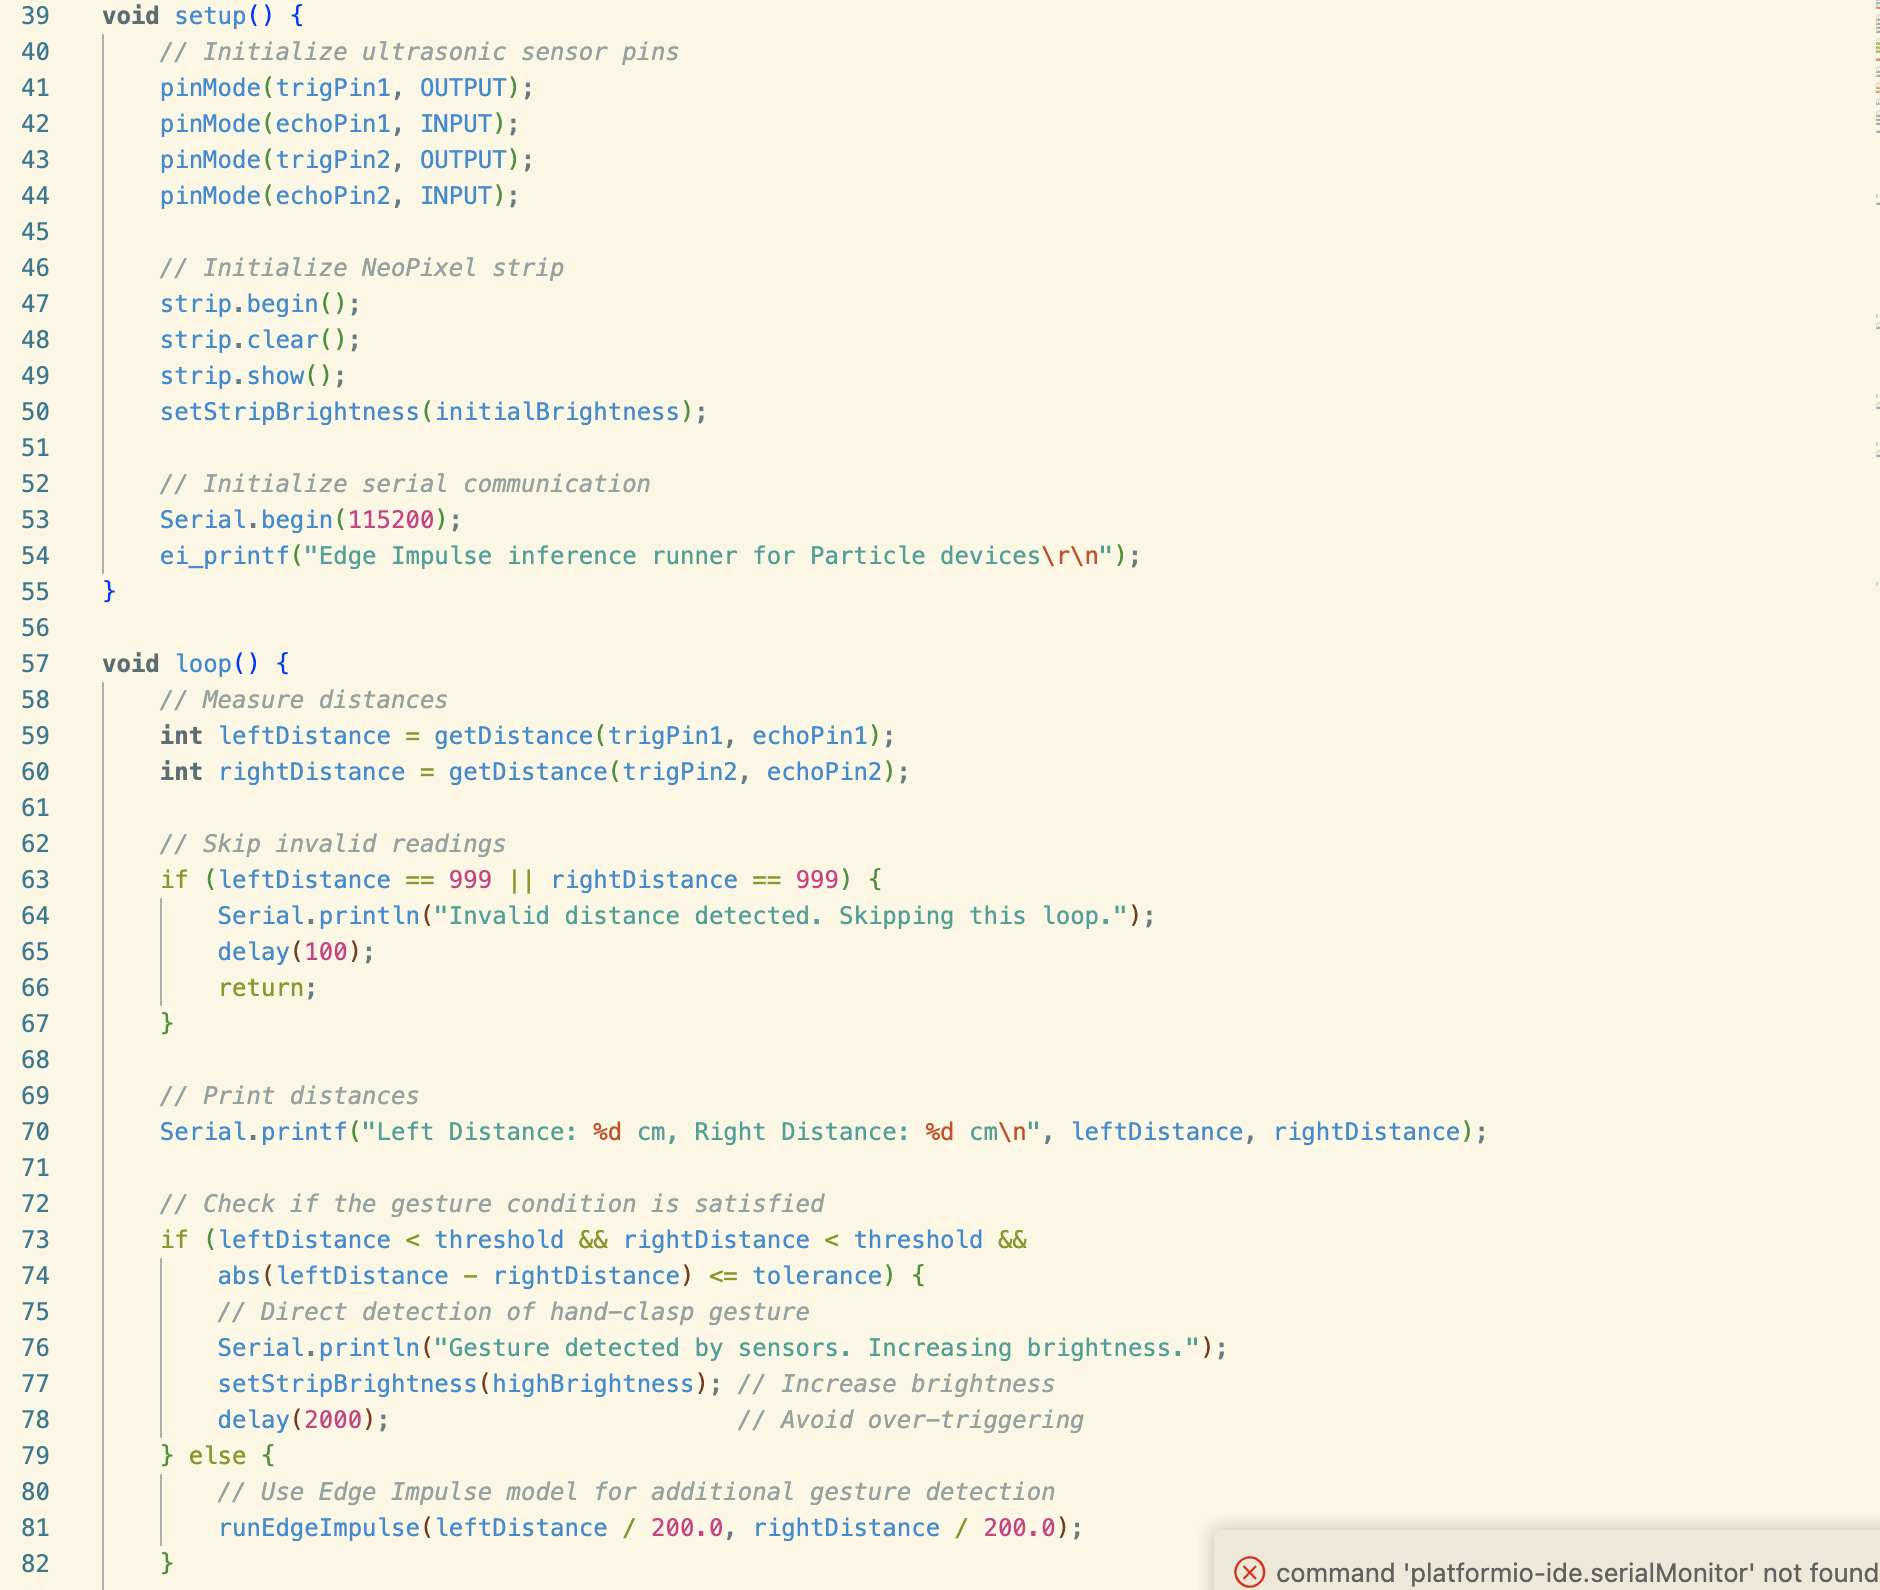 39 void setup() {
40 // Initialize ultrasonic sensor pins
41 pinMode(trigPin1, OUTPUT);
42 pinMode(echoPin1, INPUT);
43 pinMode(trigPin2, OUTPUT);
44 pinMode(echoPin2, INPUT);
45
46 // Initialize NeoPixel strip
47 strip.begin();
48 strip.clear();
49 strip.show();
50 setStripBrightness(initialBrightness);
51
52 // Initialize serial communication
53 Serial.begin(115200);
54 ei_printf("Edge Impulse inference runner for Particle devices\r\n");
55 }
56
57 void loop() {
58 // Measure distances
59 int leftDistance = getDistance(trigPin1, echoPin1);
60 int rightDistance = getDistance(trigPin2, echoPin2);
61
62 // Skip invalid readings
63 if (leftDistance == 999 || rightDistance == 999) {
64 Serial.println("Invalid distance detected. Skipping this loop.");
65 delay(100);
66 return;
67 }
68
69 // Print distances
70 Serial.printf("Left Distance: %d cm, Right Distance: %d cm\n", leftDistance, rightDistance);
71
72 // Check if the gesture condition is satisfied
73 if (leftDistance < threshold && rightDistance < threshold &&
74 abs(leftDistance - rightDistance) <= tolerance) {
75 // Direct detection of hand-clasp gesture
76 Serial.println("Gesture detected by sensors. Increasing brightness.");
77 setStripBrightness(highBrightness); // Increase brightness
78 delay(2000); // Avoid over-triggering
79 } else {
80 // Use Edge Impulse model for additional gesture detection
81 runEdgeImpulse(leftDistance / 200.0, rightDistance / 200.0);
82 }
command 'platformio-ide.serialMonitor' not found